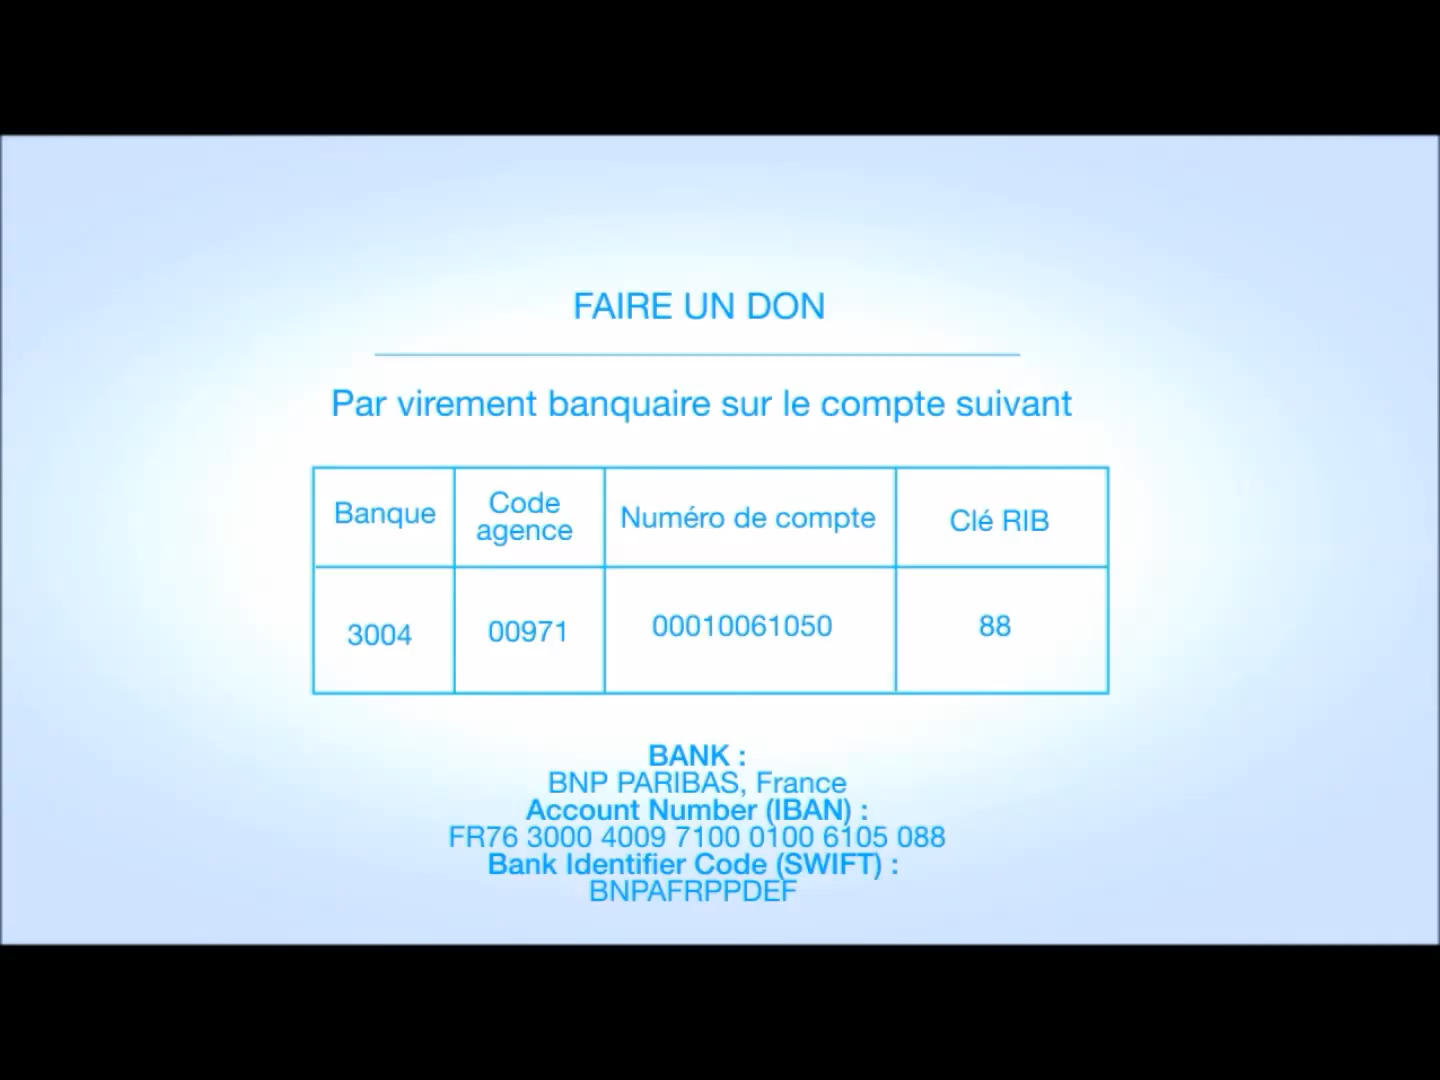 FAIRE UN DON
Par virement banquaire sur le compte suivant
Banque
Code
agence
Numéro de compte
Clé RIB
3004
00971
00010061050
88
BANK :
BNP PARIBAS, France
Account Number (IBAN) :
FR76 3000 4009 7100 0100 6105 088
Bank Identifier Code (SWIFT) :
BNPAFRPPDEF